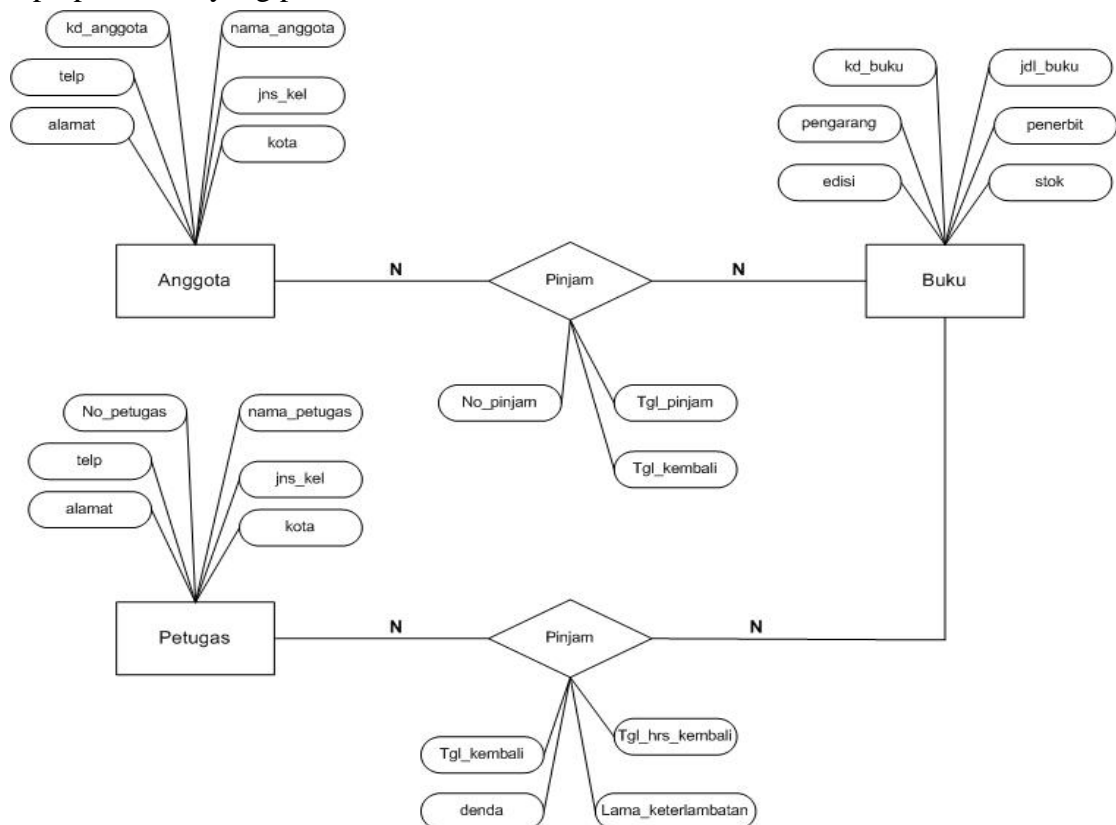 kd_anggota
nama_anggota
telp
jns_kel
alamat
kota
kd_buku
jdl_buku
pengarang
penerbit
edisi
stok
Anggota
N
Pinjam
N
Buku
No_pinjam
Tgl_pinjam
Tgl_kembali
No_petugas
nama_petugas
telp
jns_kel
alamat
kota
Petugas
N
Pinjam
N
Tgl_kembali
Tgl_hrs_kembali
denda
Lama_keterlambatan